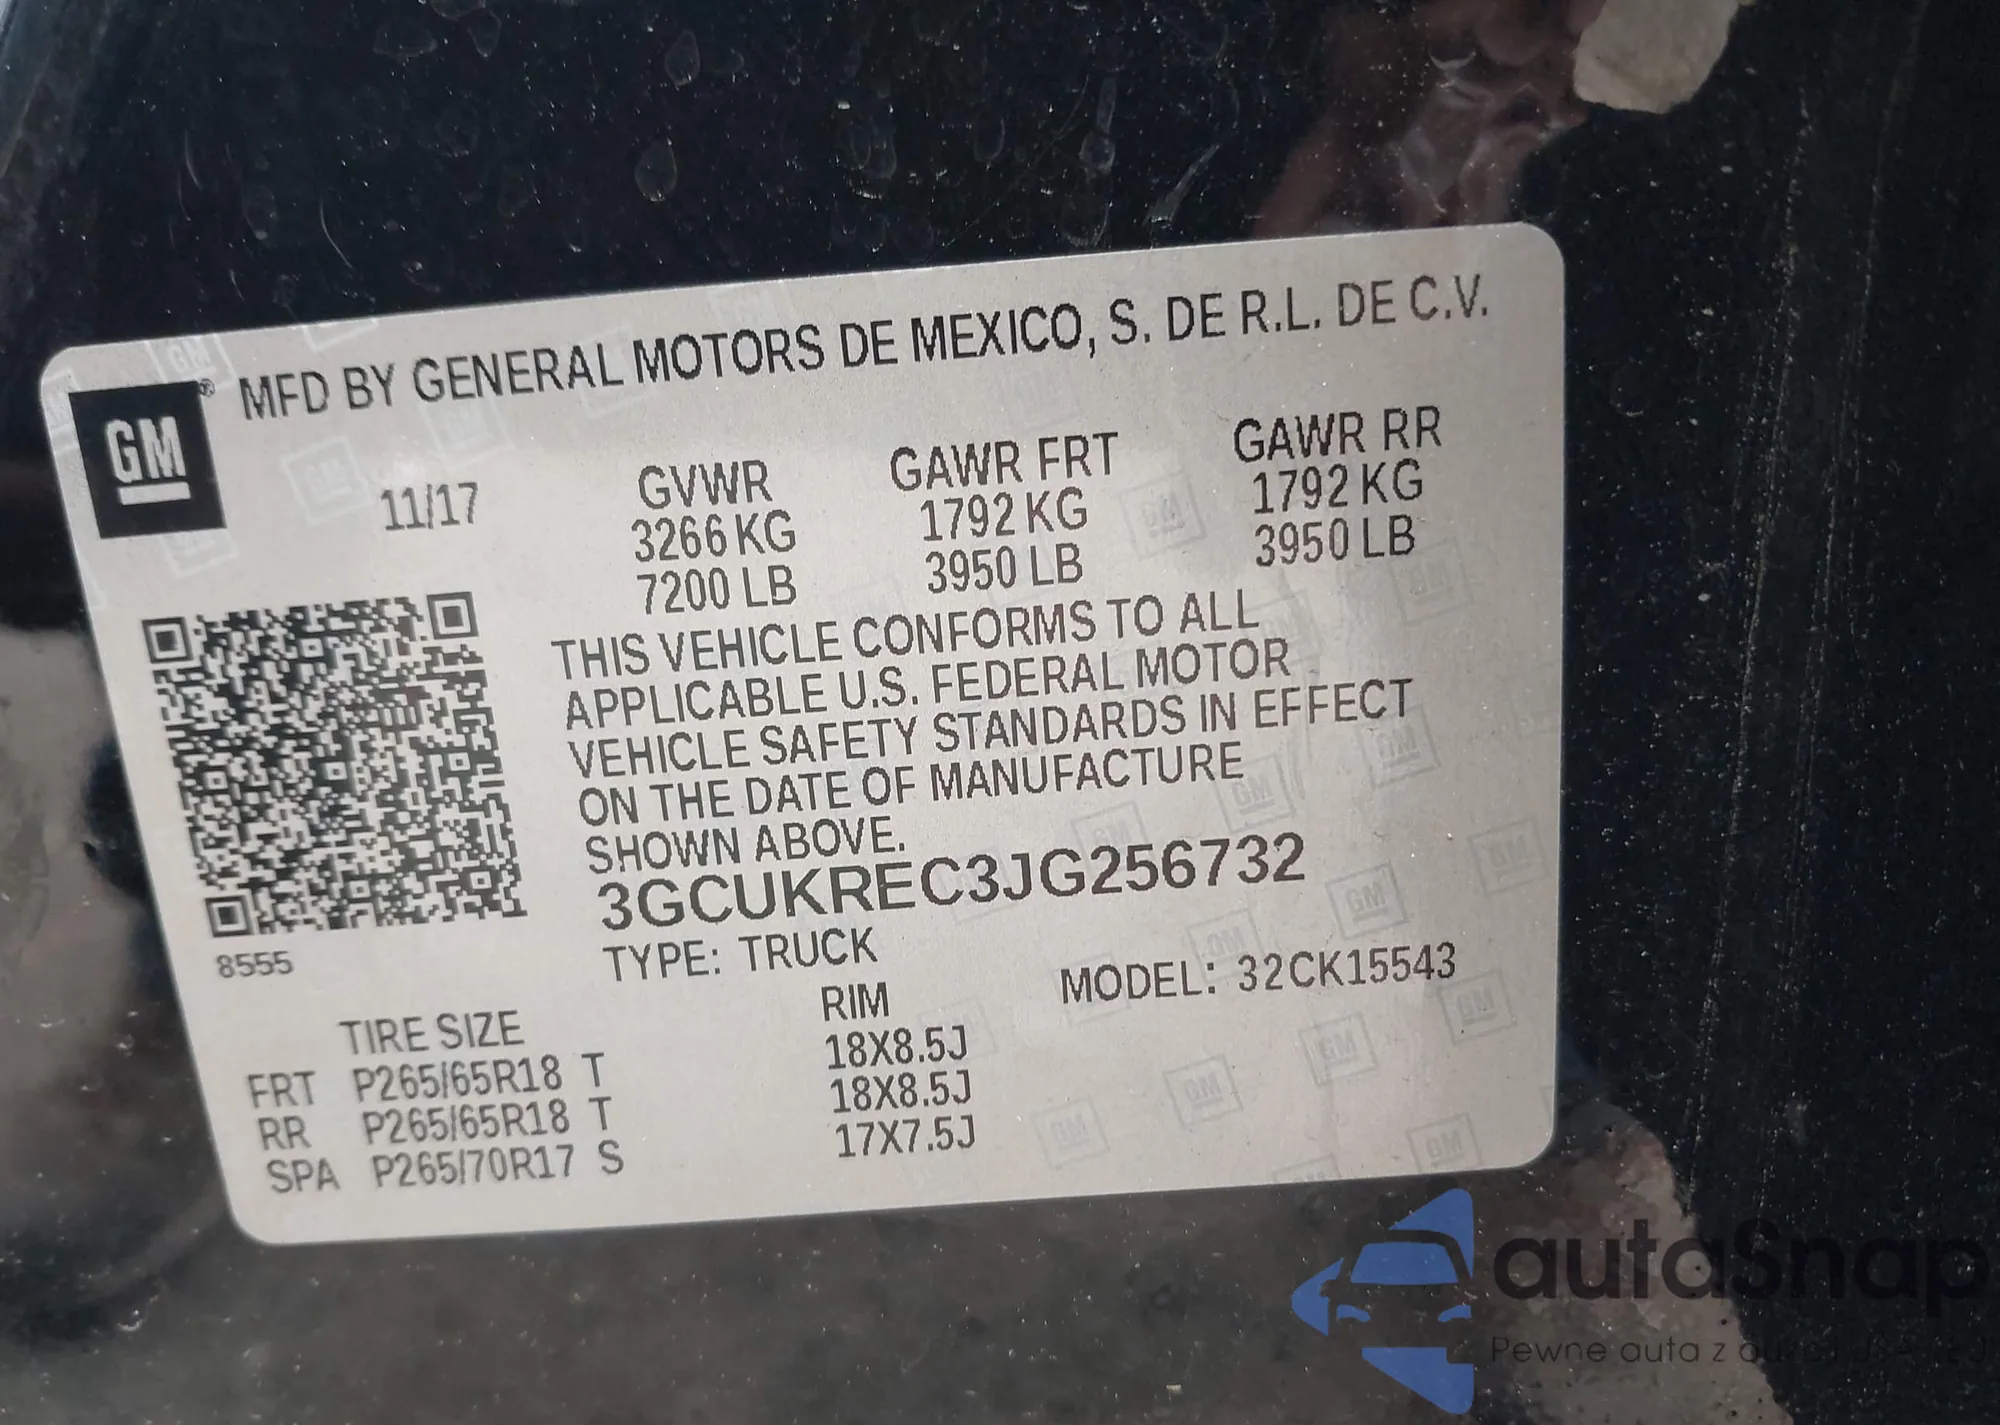 MFD BY GENERAL MOTORS DE MEXICO, S. DE R.L. DE C.V.
GM
11/17
GVWR GAWR FRT GAWR RR
3266 KG 1792 KG 1792 KG
7200 LB 3950 LB 3950 LB
THIS VEHICLE CONFORMS TO ALL
APPLICABLE U.S. FEDERAL MOTOR
VEHICLE SAFETY STANDARDS IN EFFECT
ON THE DATE OF MANUFACTURE
SHOWN ABOVE.
3GCUKREC3JG256732
8555
TYPE: TRUCK
MODEL: 32CK15543
TIRE SIZE RIM
FRT P265/65R18 T 18X8.5J
RR P265/65R18 T 18X8.5J
SPA P265/70R17 S 17X7.5J
autaSnap
Pewne auta z